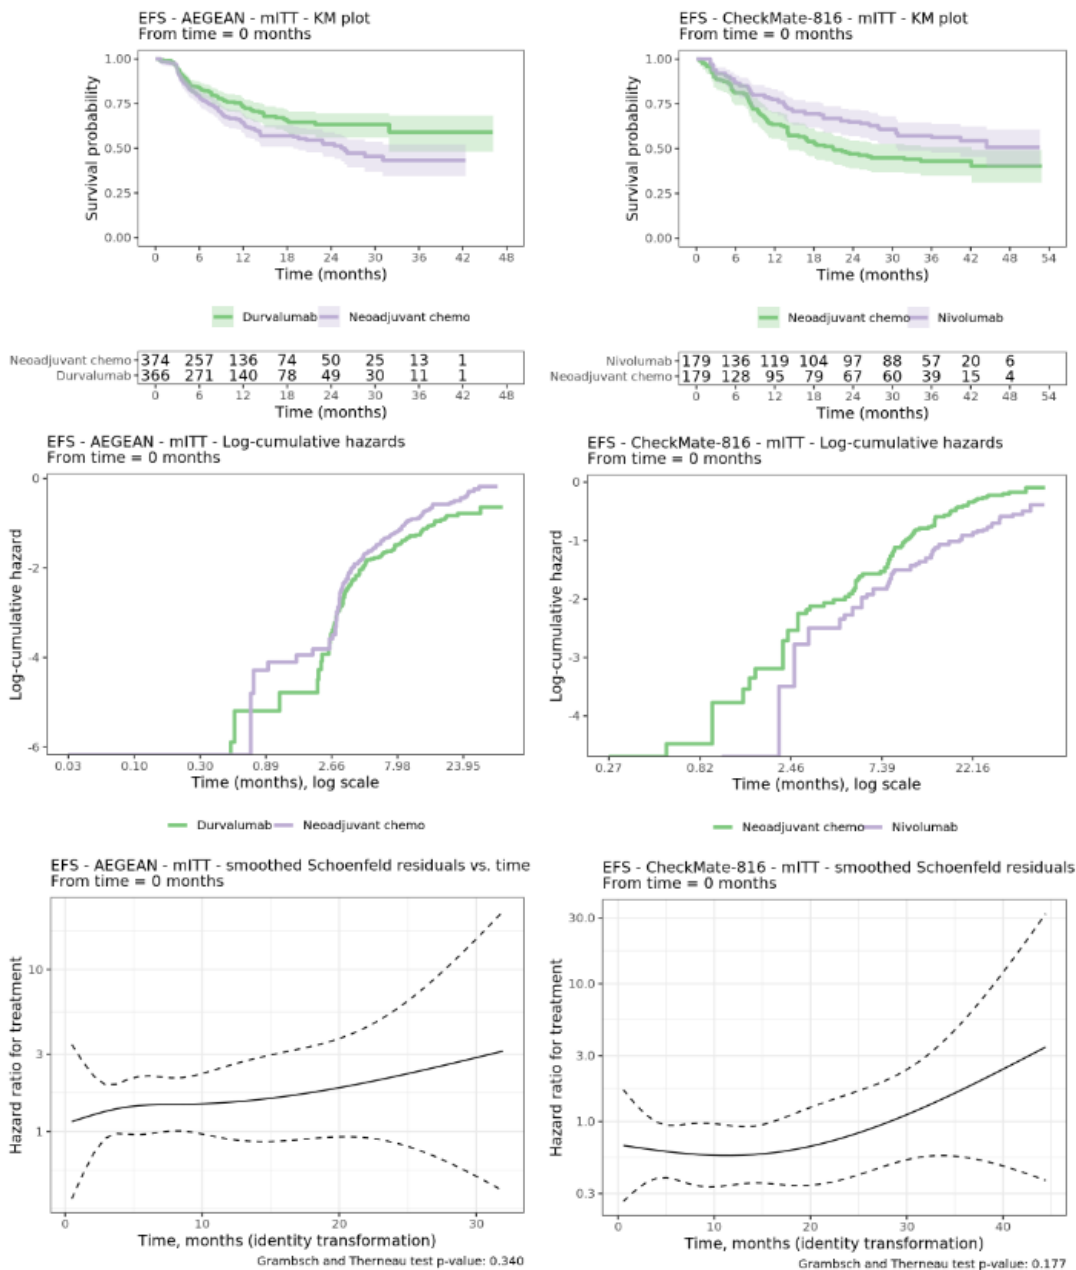 EFS - AEGEAN - mITT - KM plot
From time = 0 months
Survival probability
1.00
0.75
0.50
0.25
0.00
0 6 12 18 24 30 36 42 48
Time (months)
Durvalumab Neoadjuvant chemo
Neoadjuvant chemo 374 257 136 74 50 25 13 1
Durvalumab 366 271 140 78 49 30 11 1
0 6 12 18 24 30 36 42 48
Time (months)
EFS - CheckMate-816 - mITT - KM plot
From time = 0 months
Survival probability
1.00
0.75
0.50
0.25
0.00
0 6 12 18 24 30 36 42 48 54
Time (months)
Neoadjuvant chemo Nivolumab
Nivolumab 179 136 119 104 97 88 57 20 6
Neoadjuvant chemo 179 128 95 79 67 60 39 15 4
0 6 12 18 24 30 36 42 48 54
Time (months)
EFS - AEGEAN - mITT - Log-cumulative hazards
From time = 0 months
Log-cumulative hazard
0
-2
-4
-6
0.03 0.10 0.30 0.89 2.66 7.98 23.95
Time (months), log scale
Durvalumab Neoadjuvant chemo
EFS - CheckMate-816 - mITT - Log-cumulative hazards
From time = 0 months
Log-cumulative hazard
0
-1
-2
-3
-4
0.27 0.82 2.46 7.39 22.16
Time (months), log scale
Neoadjuvant chemo Nivolumab
EFS - AEGEAN - mITT - smoothed Schoenfeld residuals vs. time
From time = 0 months
Hazard ratio for treatment
10
3
1
0 10 20 30
Time, months (identity transformation)
Grambsch and Therneau test p-value: 0.340
EFS - CheckMate-816 - mITT - smoothed Schoenfeld residuals
From time = 0 months
Hazard ratio for treatment
30.0
10.0
3.0
1.0
0.3
0 10 20 30 40
Time, months (identity transformation)
Grambsch and Therneau test p-value: 0.177